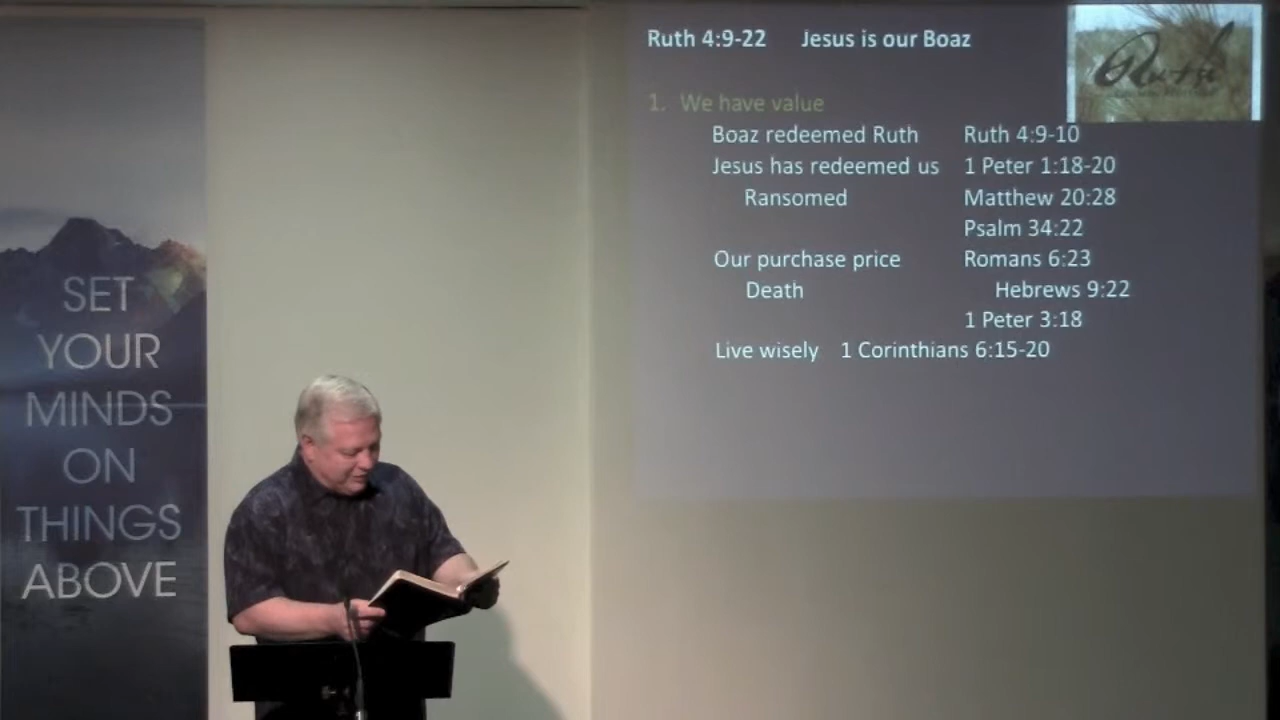 SET
YOUR
MINDS
ON
THINGS
ABOVE
Ruth 4:9-22 Jesus is our Boaz
Ruth
1. We have value
Boaz redeemed Ruth Ruth 4:9-10
Jesus has redeemed us 1 Peter 1:18-20
Ransomed Matthew 20:28
Psalm 34:22
Our purchase price Romans 6:23
Death Hebrews 9:22
1 Peter 3:18
Live wisely 1 Corinthians 6:15-20